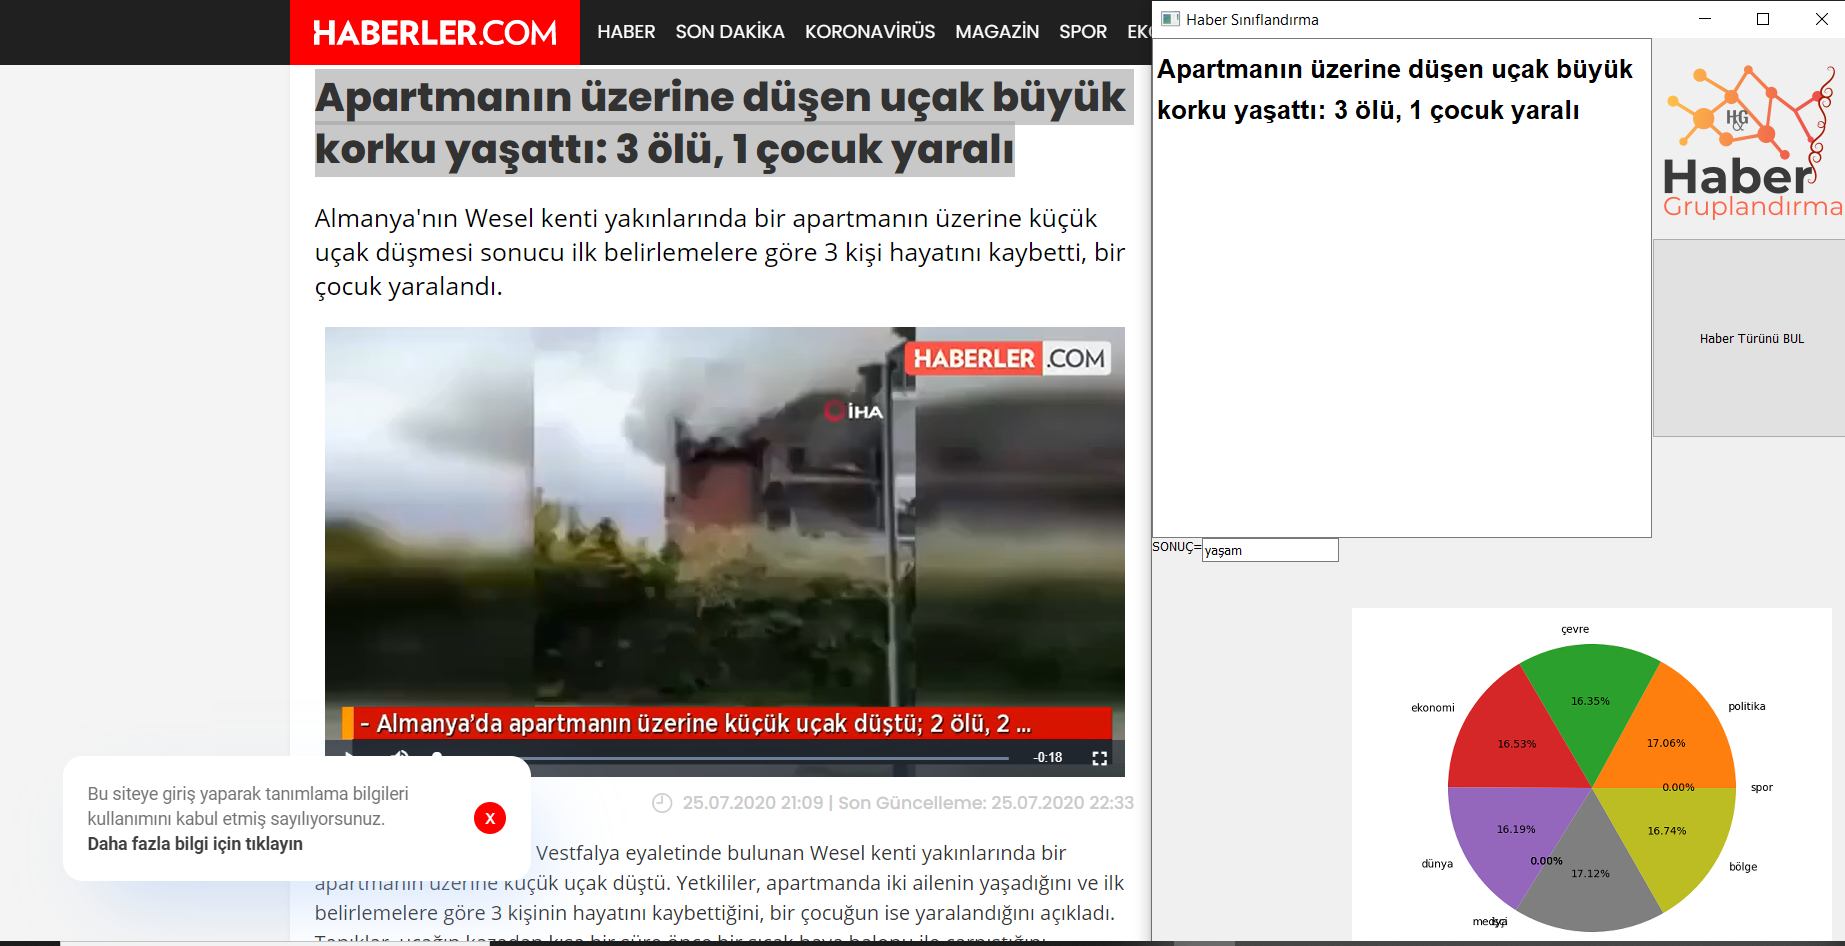 HABERLER.COM
HABER SON DAKİKA KORONAVİRÜS MAGAZİN SPOR
Apartmanın üzerine düşen uçak büyük
korku yaşattı: 3 ölü, 1 çocuk yaralı
Almanya'nın Wesel kenti yakınlarında bir apartmanın üzerine küçük
uçak düşmesi sonucu ilk belirlemelere göre 3 kişi hayatını kaybetti, bir
çocuk yaralandı.
HABERLER.COM
İHA
- Almanya'da apartmanın üzerine küçük uçak düştü; 2 ölü, 2 ...
-0:18
25.07.2020 21:09 | Son Güncelleme: 25.07.2020 22:33
Bu siteye giriş yaparak tanımlama bilgileri
kullanımını kabul etmiş sayılıyorsunuz.
Daha fazla bilgi için tıklayın
X
Vestfalya eyaletinde bulunan Wesel kenti yakınlarında bir
apartmanın üzerine küçük uçak düştü. Yetkililer, apartmanda iki ailenin yaşadığını ve ilk
belirlemelere göre 3 kişinin hayatını kaybettiğini, bir çocuğun ise yaralandığını açıkladı.
Haber Sınıflandırma
Apartmanın üzerine düşen uçak büyük
korku yaşattı: 3 ölü, 1 çocuk yaralı
H&G
Haber
Gruplandırma
Haber Türünü BUL
SONUÇ= yaşam
çevre
16.35%
ekonomi
16.53%
politika
17.06%
spor
0.00%
dünya
16.19%
0.00%
17.12%
bölge
16.74%